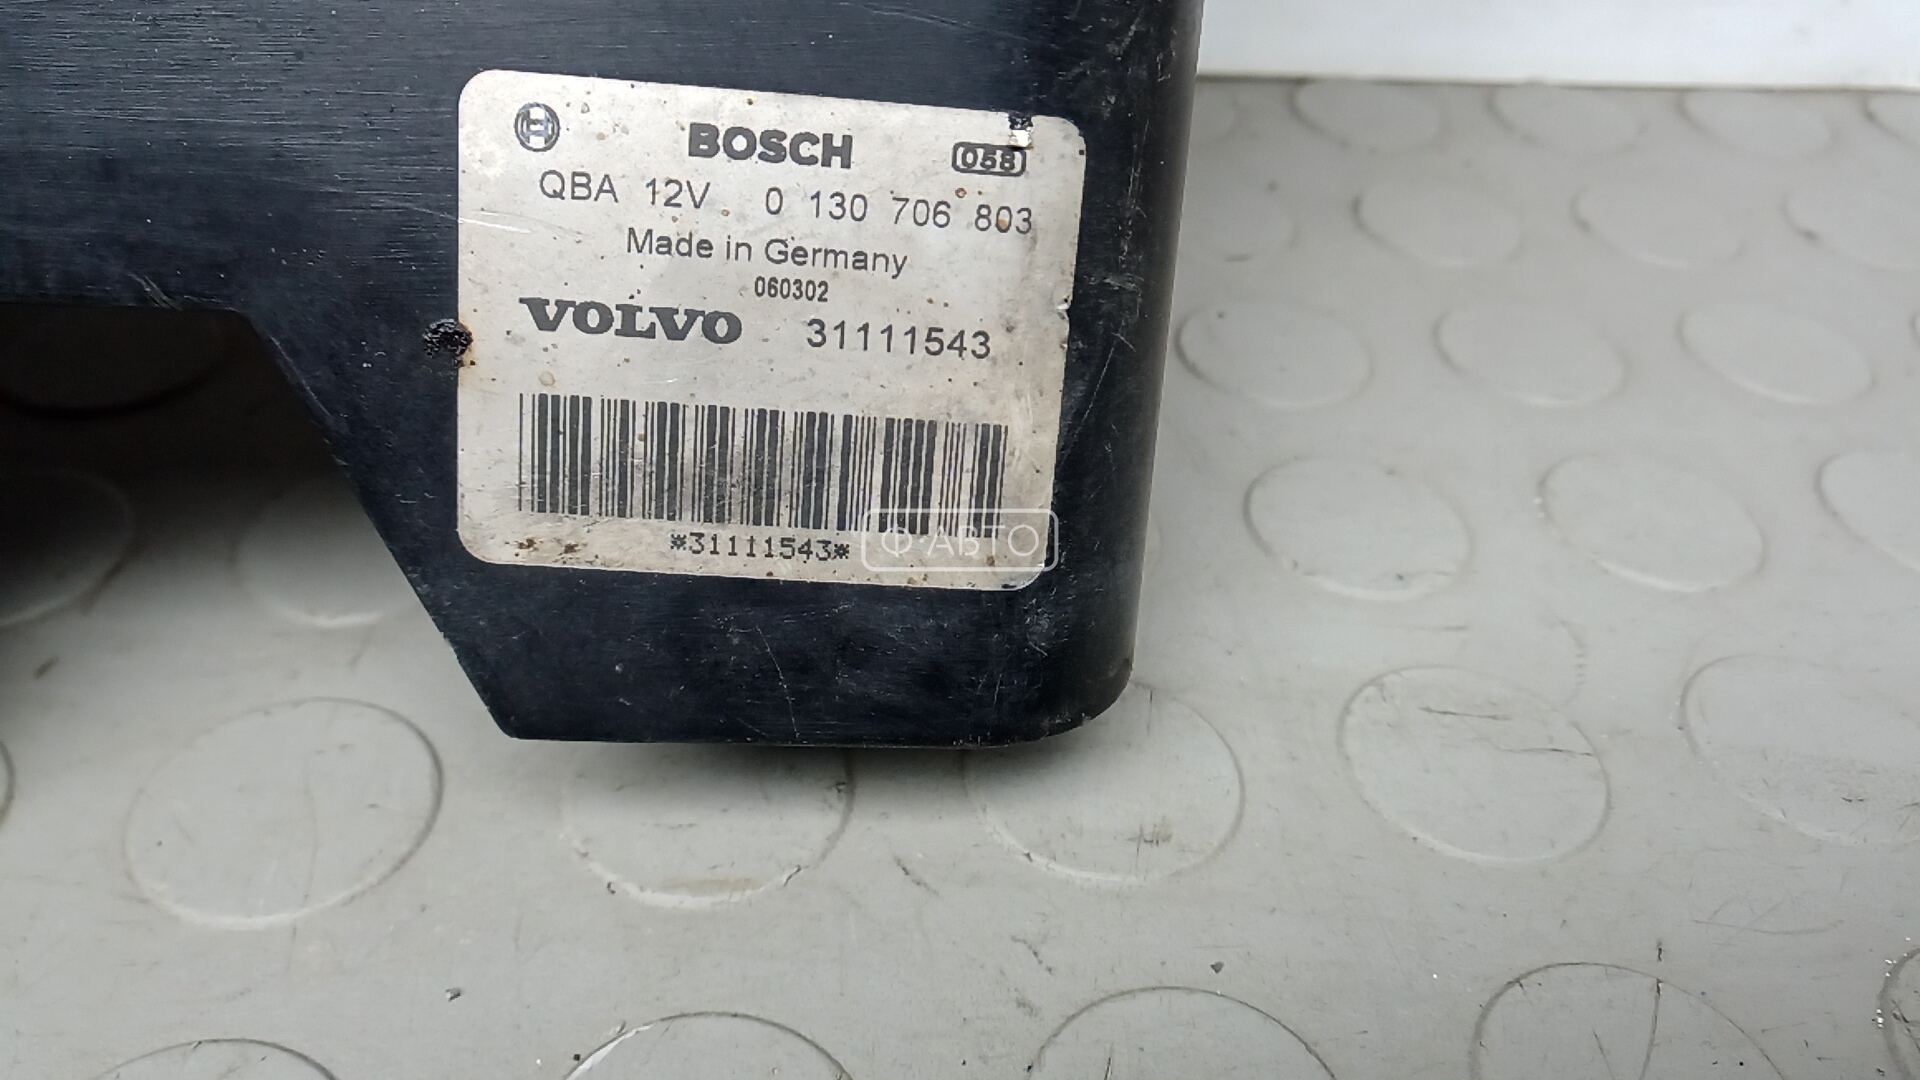 BOSCH 058
QBA 12V 0 130 706 803
Made in Germany
060302
VOLVO 31111543
*31111543*
Ф-АВТО